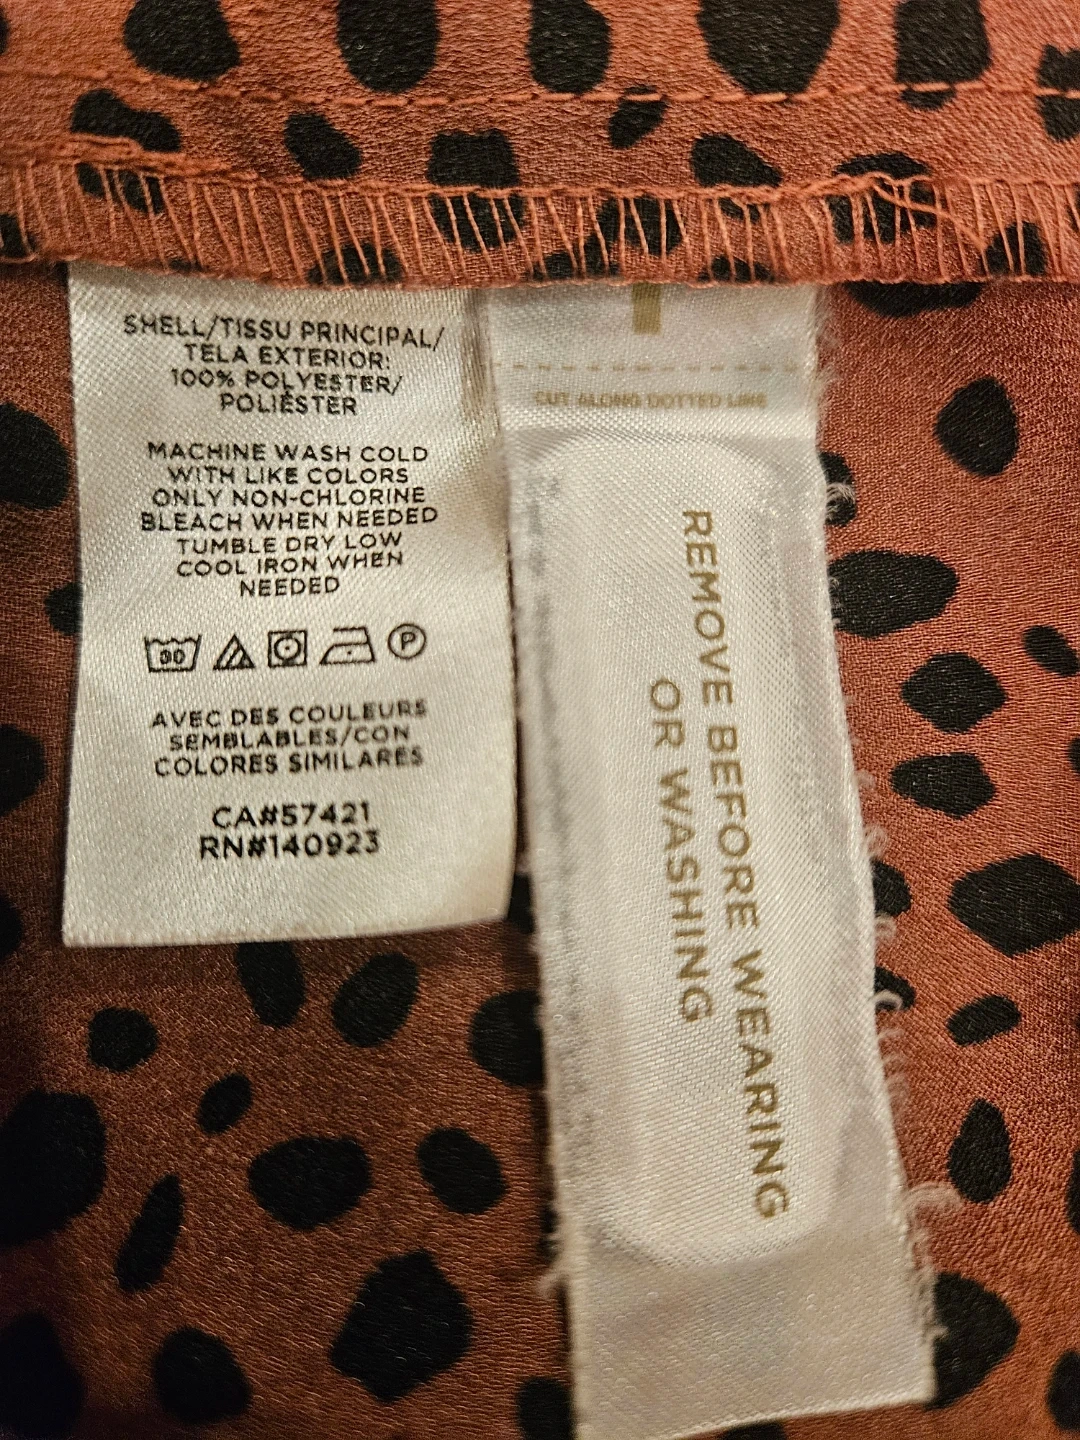 SHELL/TISSU PRINCIPAL/
TELA EXTERIOR:
100% POLYESTER/
POLIÉSTER
MACHINE WASH COLD
WITH LIKE COLORS
ONLY NON-CHLORINE
BLEACH WHEN NEEDED
TUMBLE DRY LOW
COOL IRON WHEN
NEEDED
30
P
AVEC DES COULEURS
SEMBLABLES/CON
COLORES SIMILARES
CA#57421
RN#140923
CUT ALONG DOTTED LINE
REMOVE BEFORE WEARING
OR WASHING